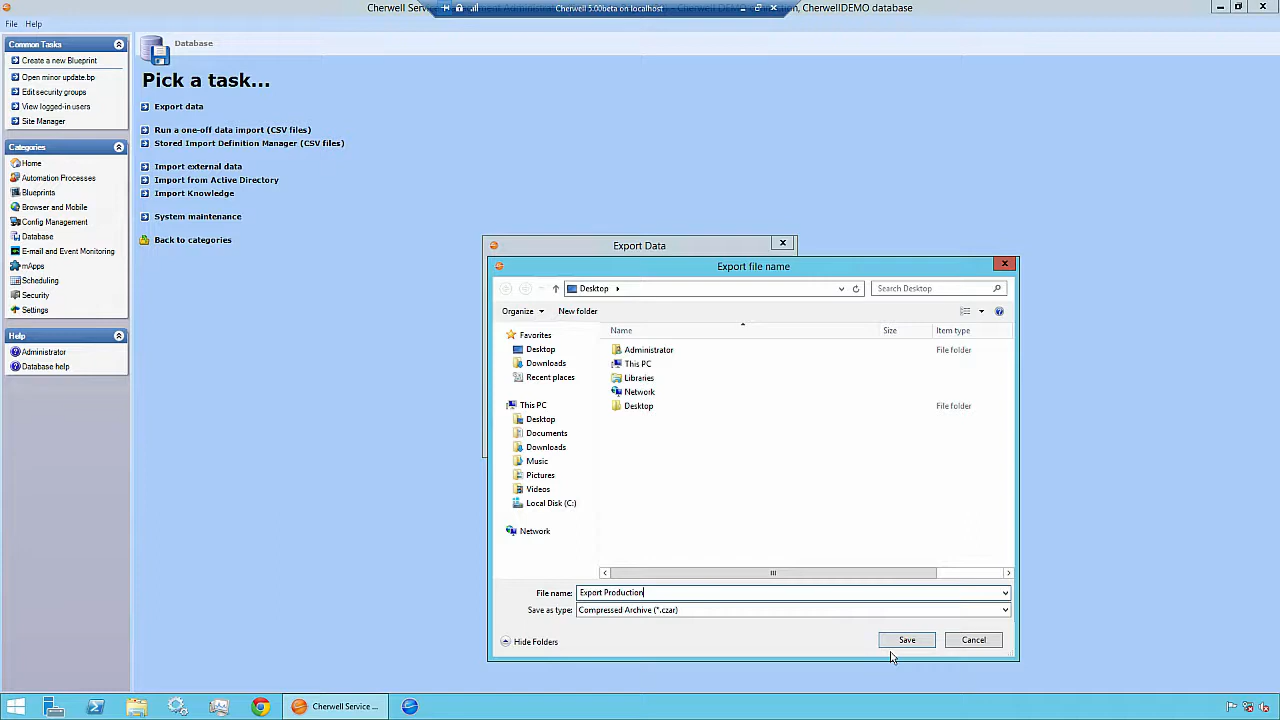 Cherwell Serv
Cherwell 5.00beta on localhost
, CherwellDEMO database
File Help
Common Tasks
Create a new Blueprint
Open minor update.bp
Edit security groups
View logged-in users
Site Manager
Categories
Home
Automation Processes
Blueprints
Browser and Mobile
Config Management
Database
E-mail and Event Monitoring
mApps
Scheduling
Security
Settings
Help
Administrator
Database help
Database
Pick a task...
Export data
Run a one-off data import (CSV files)
Stored Import Definition Manager (CSV files)
Import external data
Import from Active Directory
Import Knowledge
System maintenance
Back to categories
Export Data
Export file name
Desktop
Search Desktop
Organize New folder
Favorites
Desktop
Downloads
Recent places
This PC
Desktop
Documents
Downloads
Music
Pictures
Videos
Local Disk (C:)
Network
Name Size Item type
Administrator File folder
This PC
Libraries
Network
Desktop File folder
File name: Export Production
Save as type: Compressed Archive (*.czar)
Hide Folders
Save Cancel
Cherwell Service ...